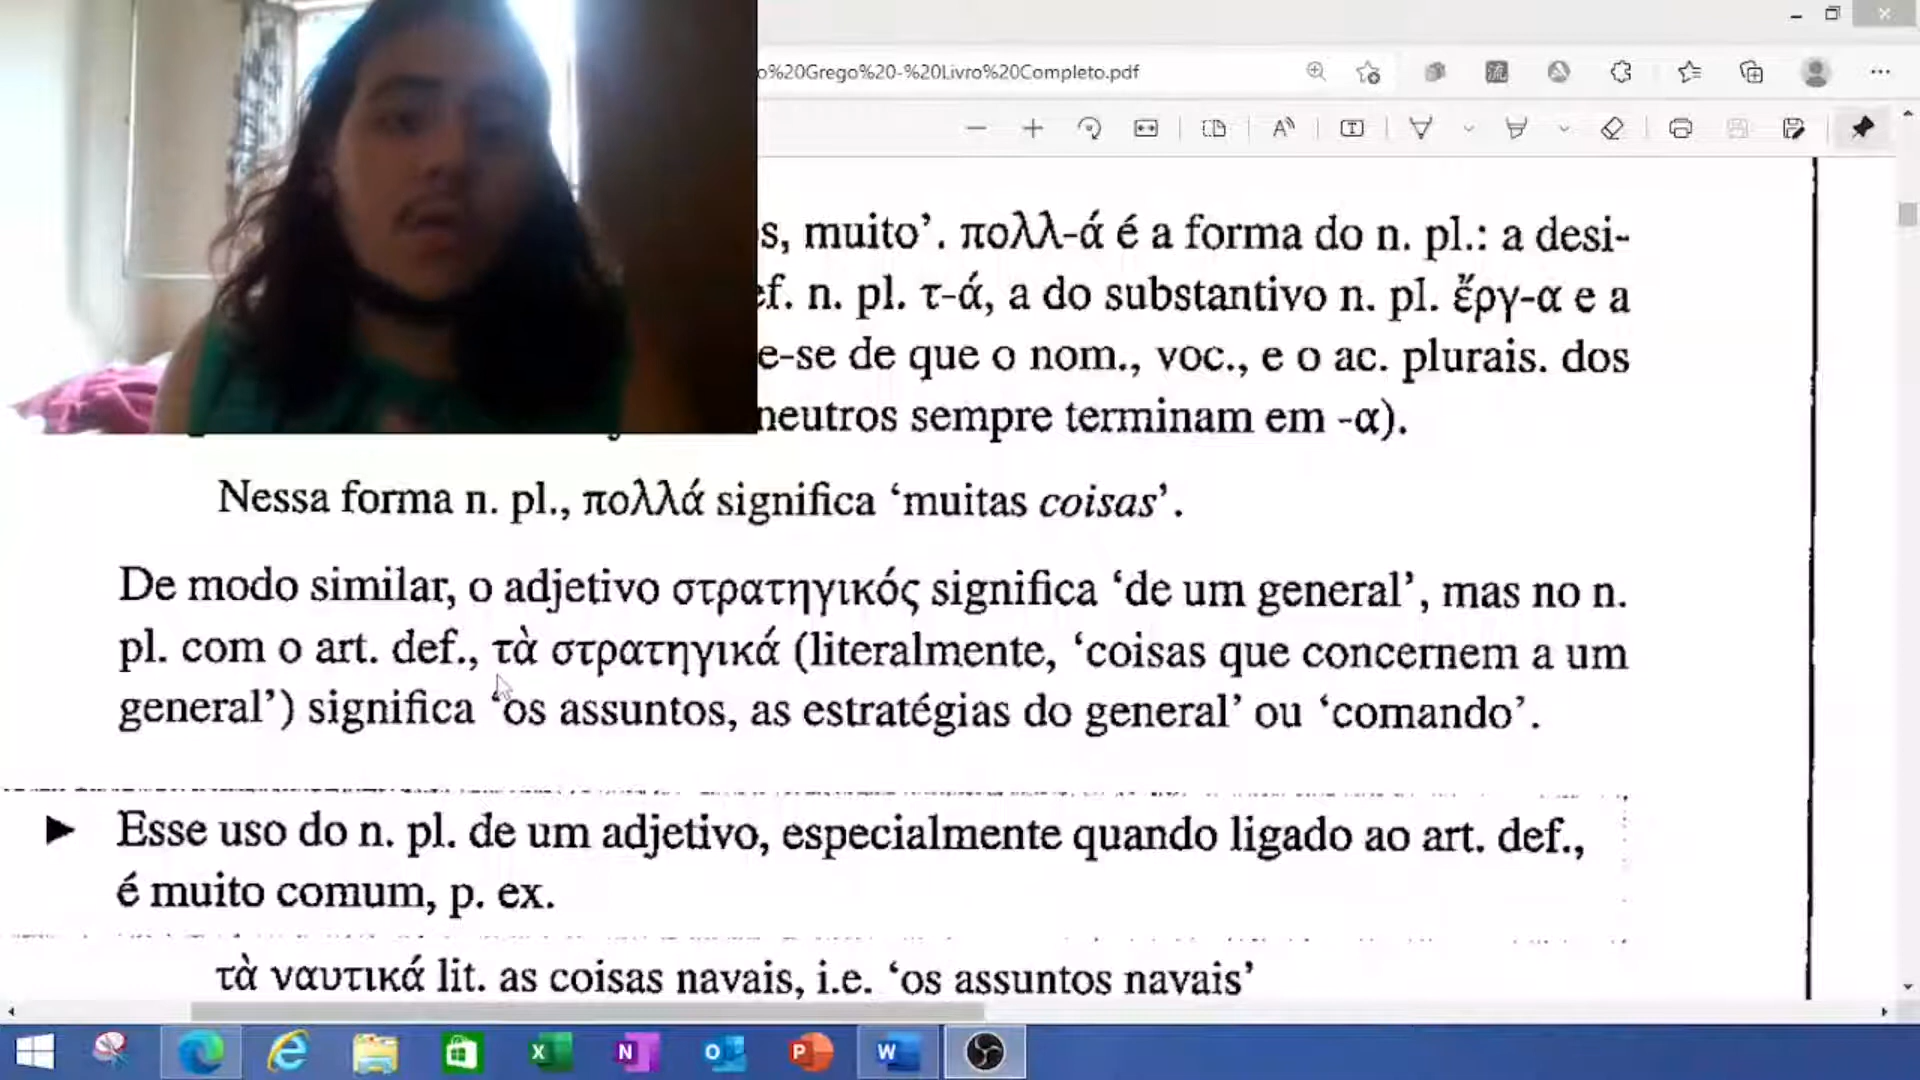 o%20Grego%20-%20Livro%20Completo.pdf
s, muito’. πολλ-ά é a forma do n. pl.: a desi-
ef. n. pl. τ-ά, a do substantivo n. pl. ἔργ-α e a
e-se de que o nom., voc., e o ac. plurais. dos
neutros sempre terminam em -α).
Nessa forma n. pl., πολλά significa ‘muitas coisas’.
De modo similar, o adjetivo στρατηγικός significa ‘de um general’, mas no n.
pl. com o art. def., τὰ στρατηγικά (literalmente, ‘coisas que concernem a um
general’) significa ‘os assuntos, as estratégias do general’ ou ‘comando’.
Esse uso do n. pl. de um adjetivo, especialmente quando ligado ao art. def.,
é muito comum, p. ex.
τὰ ναυτικά lit. as coisas navais, i.e. ‘os assuntos navais’